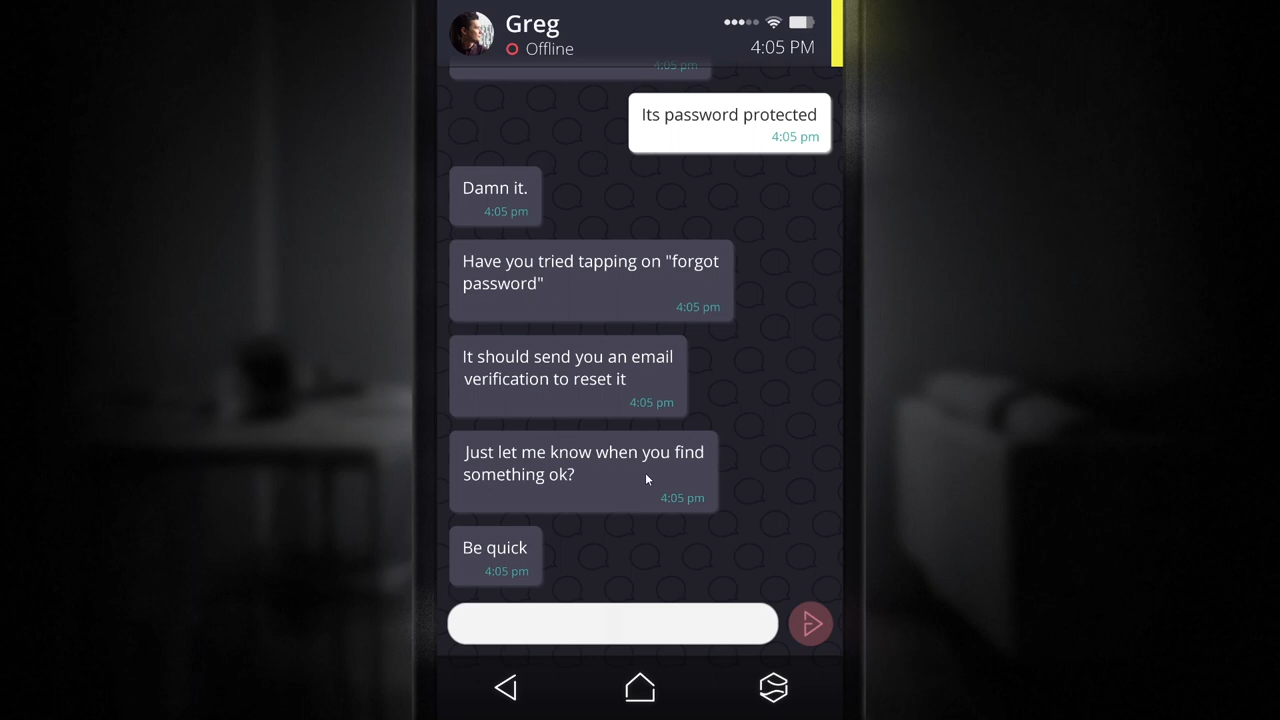 Greg
Offline
4:05 PM
4:05 pm
Its password protected
4:05 pm
Damn it.
4:05 pm
Have you tried tapping on "forgot
password"
4:05 pm
It should send you an email
verification to reset it
4:05 pm
Just let me know when you find
something ok?
4:05 pm
Be quick
4:05 pm